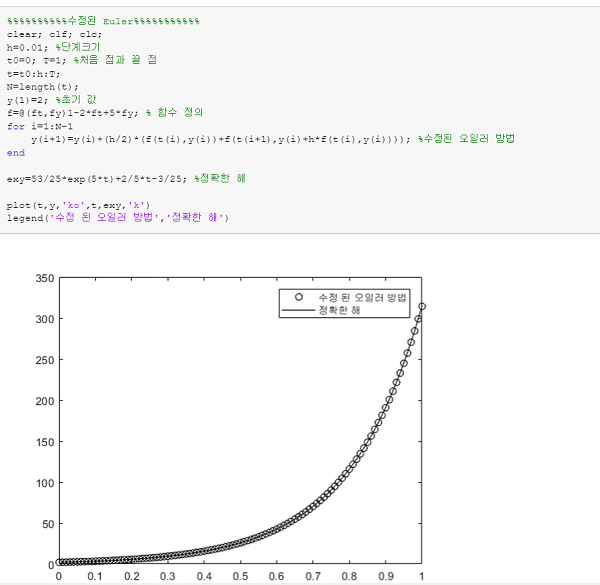 %%%%%%%%%%수정된 Euler%%%%%%%%%%%
clear; clf; clc;
h=0.01; %단계크기
t0=0; T=1; %처음 점과 끝 점
t=t0:h:T;
N=length(t);
y(1)=2; %초기 값
f=@(ft,fy)1-2*ft+5*fy; % 함수 정의
for i=1:N-1
y(i+1)=y(i)+(h/2)*(f(t(i),y(i))+f(t(i+1),y(i)+h*f(t(i),y(i)))); %수정된 오일러 방법
end
exy=53/25*exp(5*t)+2/5*t-3/25; %정확한 해
plot(t,y,'ko',t,exy,'k')
legend('수정 된 오일러 방법','정확한 해')
350
수정 된 오일러 방법
정확한 해
300
250
200
150
100
50
0
0 0.1 0.2 0.3 0.4 0.5 0.6 0.7 0.8 0.9 1